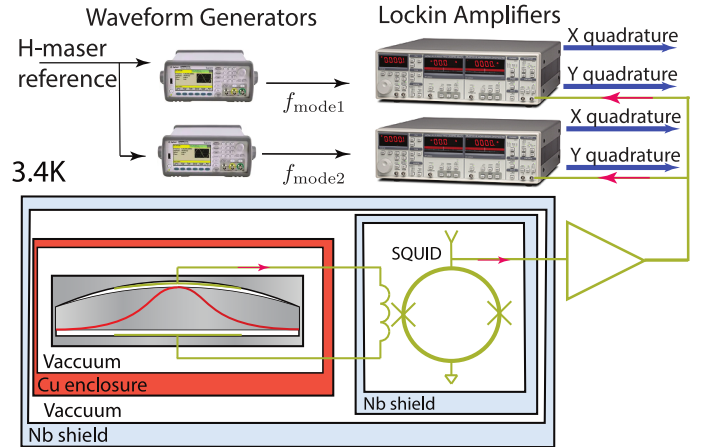 Waveform Generators
Lockin Amplifiers
H-maser
reference
f_mode1
f_mode2
X quadrature
Y quadrature
X quadrature
Y quadrature
3.4K
SQUID
Vaccuum
Cu enclosure
Vaccuum
Nb shield
Nb shield